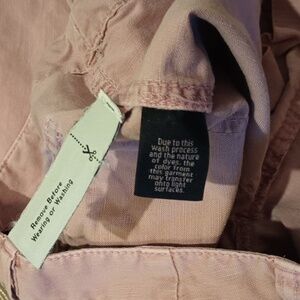 Due to this
wash process
and the nature
of dyes, the
color from
this garment
may transfer
onto light
surfaces.
Remove Before
Wearing or Washing